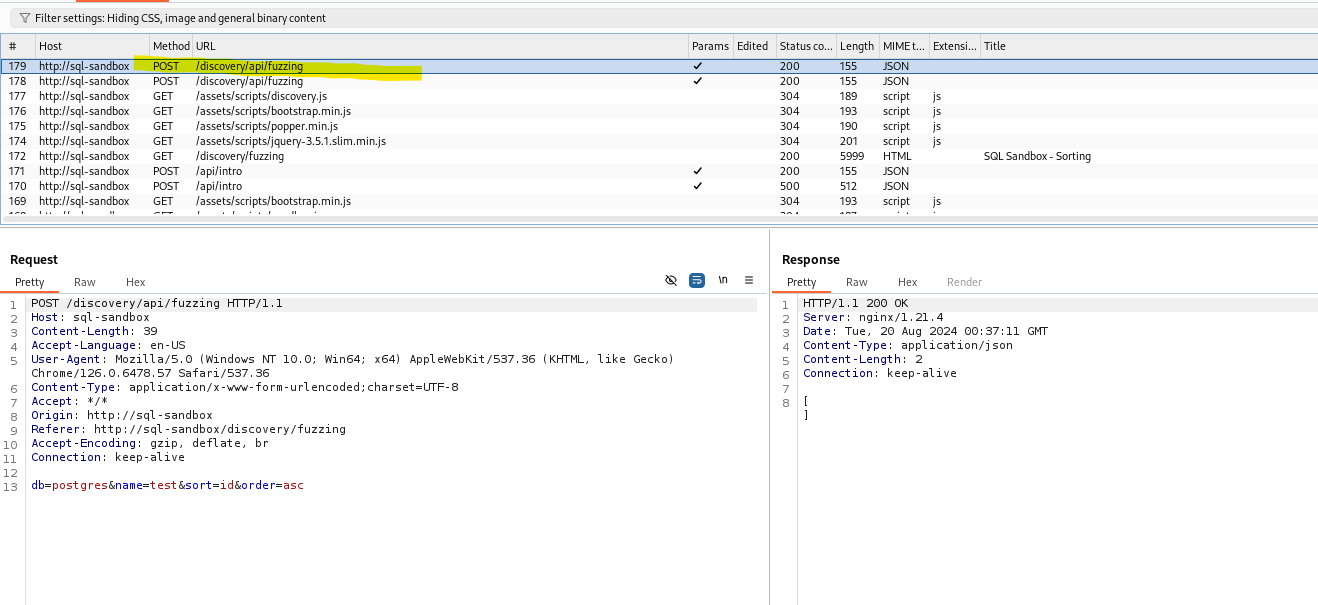 Filter settings: Hiding CSS, image and general binary content
# Host Method URL Params Edited Status co... Length MIME t... Extensi... Title
179 http://sql-sandbox POST /discovery/api/fuzzing ✓ 200 155 JSON
178 http://sql-sandbox POST /discovery/api/fuzzing ✓ 200 155 JSON
177 http://sql-sandbox GET /assets/scripts/discovery.js 304 189 script js
176 http://sql-sandbox GET /assets/scripts/bootstrap.min.js 304 193 script js
175 http://sql-sandbox GET /assets/scripts/popper.min.js 304 190 script js
174 http://sql-sandbox GET /assets/scripts/jquery-3.5.1.slim.min.js 304 201 script js
172 http://sql-sandbox GET /discovery/fuzzing 200 5999 HTML SQL Sandbox - Sorting
171 http://sql-sandbox POST /api/intro ✓ 200 155 JSON
170 http://sql-sandbox POST /api/intro ✓ 500 512 JSON
169 http://sql-sandbox GET /assets/scripts/bootstrap.min.js 304 193 script js
Request
Pretty Raw Hex \n
1 POST /discovery/api/fuzzing HTTP/1.1
2 Host: sql-sandbox
3 Content-Length: 39
4 Accept-Language: en-US
5 User-Agent: Mozilla/5.0 (Windows NT 10.0; Win64; x64) AppleWebKit/537.36 (KHTML, like Gecko)
Chrome/126.0.6478.57 Safari/537.36
6 Content-Type: application/x-www-form-urlencoded;charset=UTF-8
7 Accept: */*
8 Origin: http://sql-sandbox
9 Referer: http://sql-sandbox/discovery/fuzzing
10 Accept-Encoding: gzip, deflate, br
11 Connection: keep-alive
12
13 db=postgres&name=test&sort=id&order=asc
Response
Pretty Raw Hex Render
1 HTTP/1.1 200 OK
2 Server: nginx/1.21.4
3 Date: Tue, 20 Aug 2024 00:37:11 GMT
4 Content-Type: application/json
5 Content-Length: 2
6 Connection: keep-alive
7
8 [
]